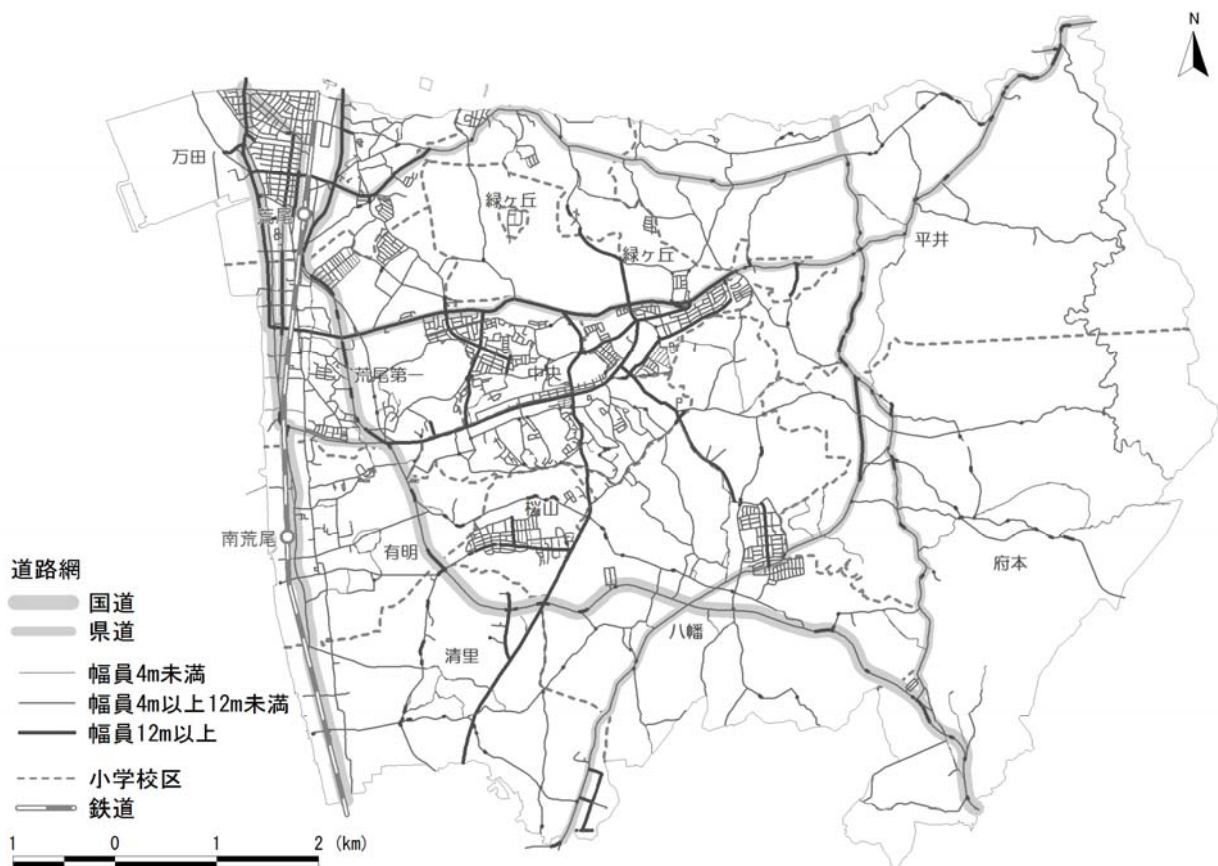 N
万田
荒尾
緑ケ丘
緑ケ丘
平井
荒尾第一
中央
桜山
南荒尾
有明
府本
八幡
清里
道路網
国道
県道
幅員4m未満
幅員4m以上12m未満
幅員12m以上
小学校区
鉄道
1 0 1 2 (km)